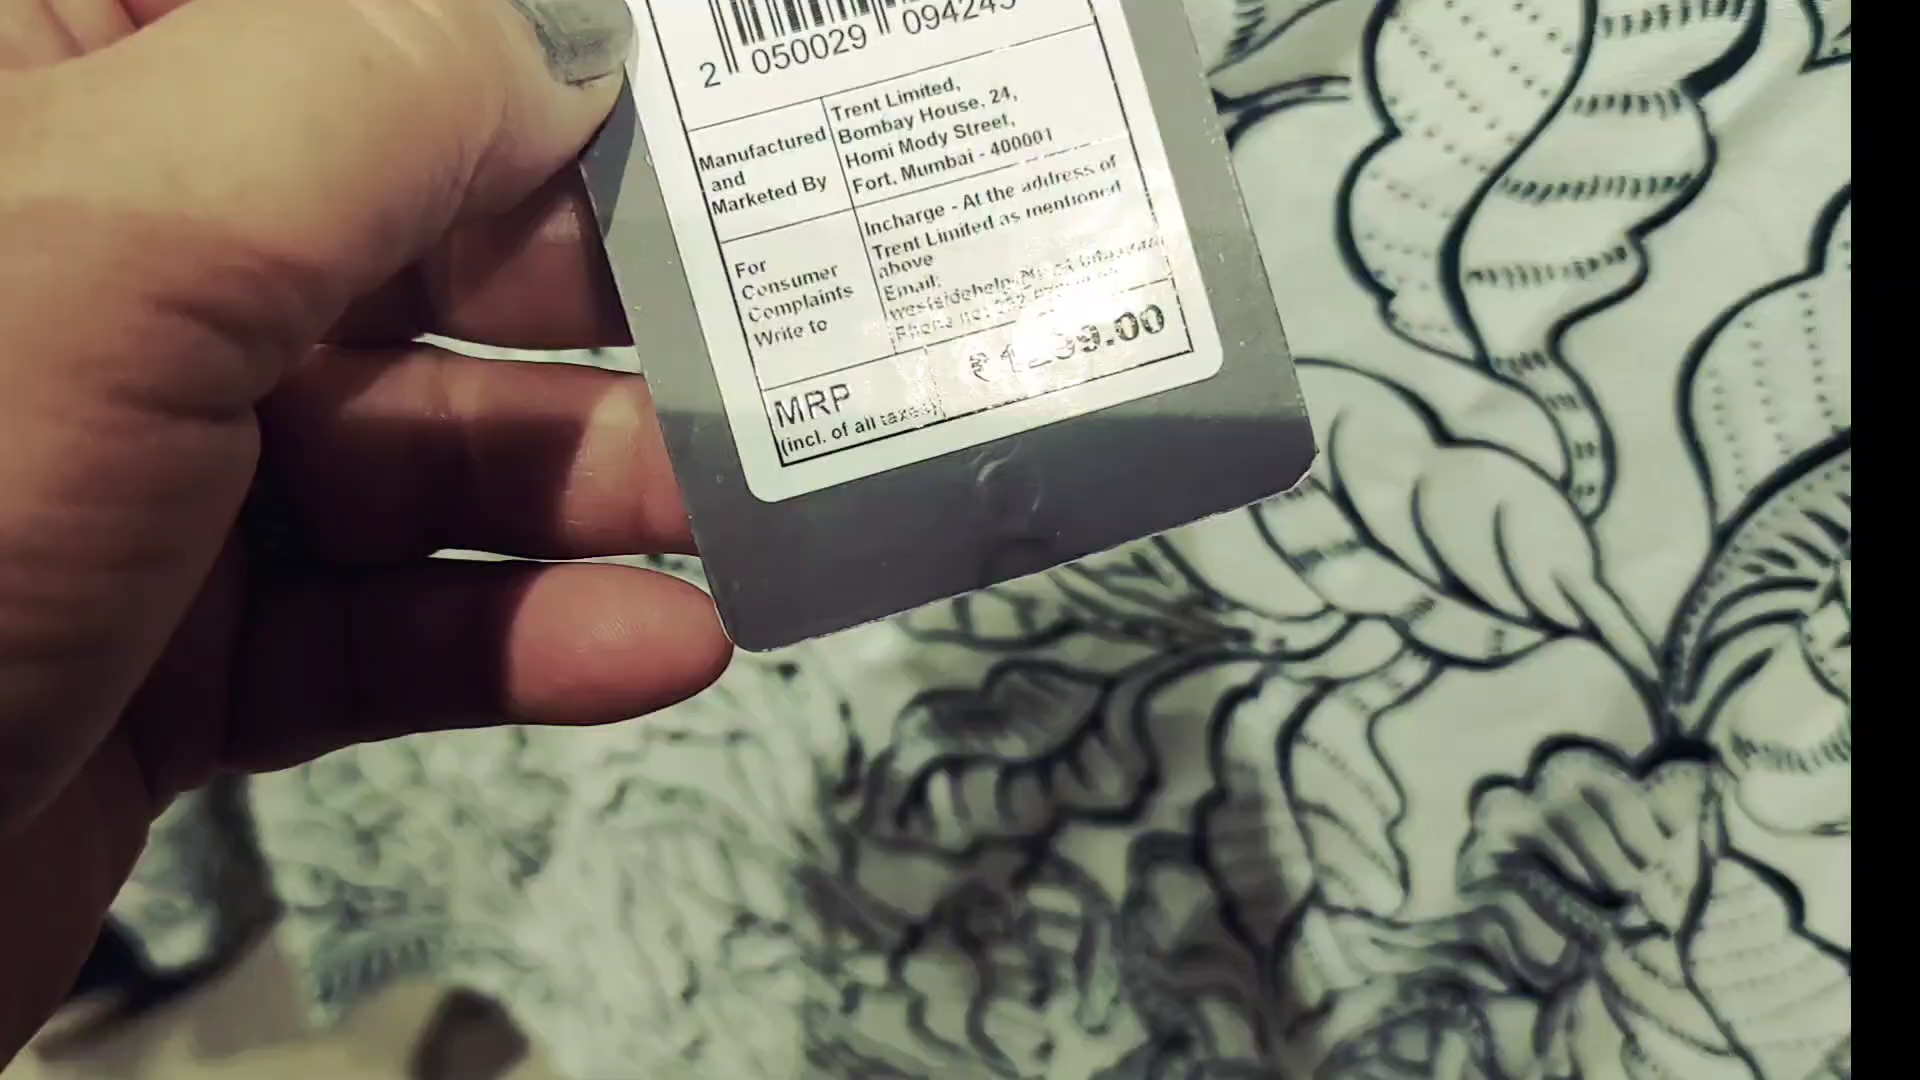 2 050029 094245
Manufactured
and
Marketed By
Trent Limited,
Bombay House, 24,
Homi Mody Street,
Fort, Mumbai - 400001
For
Consumer
Complaints
Write to
Incharge - At the address of
Trent Limited as mentioned
above
Email:
Phone no:
MRP
(incl. of all taxes)
₹1299.00